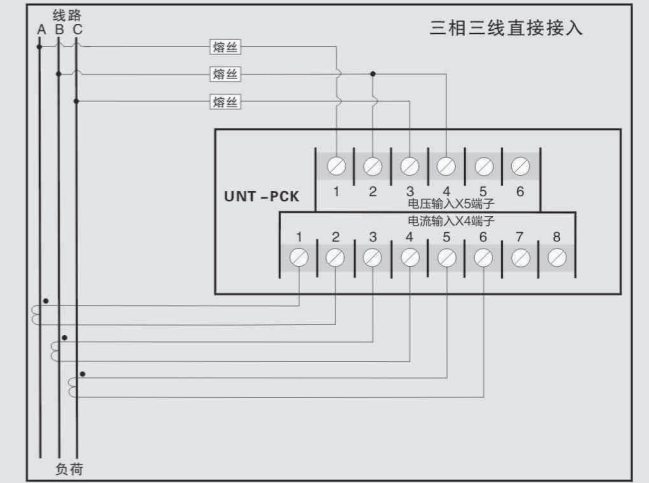 线路
A B C
三相三线直接接入
熔丝
熔丝
熔丝
UNT-PCK
1 2 3 4 5 6
电压输入X5端子
电流输入X4端子
1 2 3 4 5 6 7 8
负荷